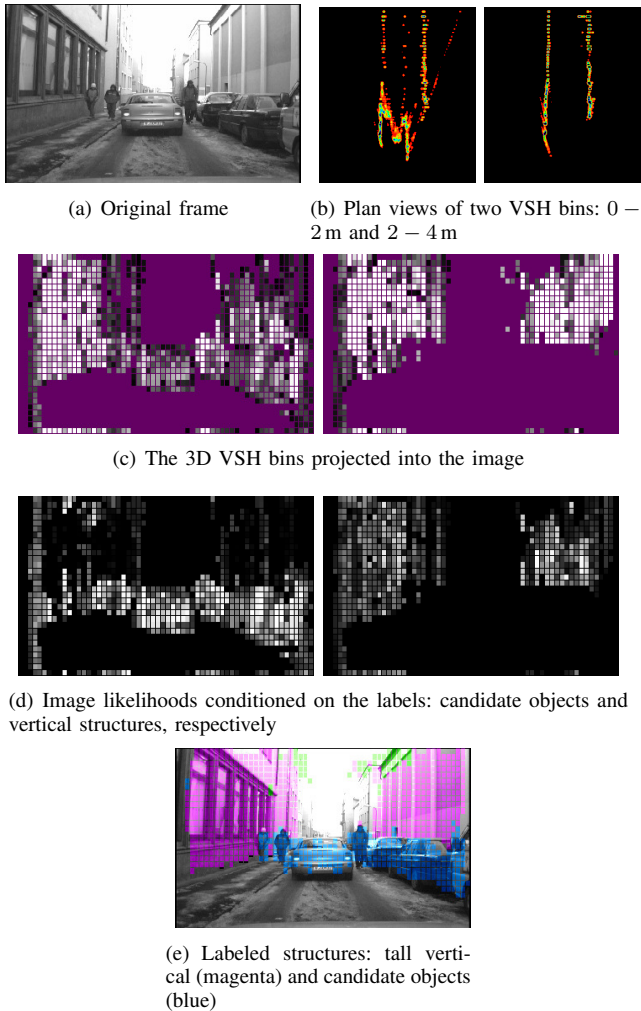 (a) Original frame
(b) Plan views of two VSH bins: 0 −
2 m and 2 − 4 m
(c) The 3D VSH bins projected into the image
(d) Image likelihoods conditioned on the labels: candidate objects and
vertical structures, respectively
(e) Labeled structures: tall verti-
cal (magenta) and candidate objects
(blue)